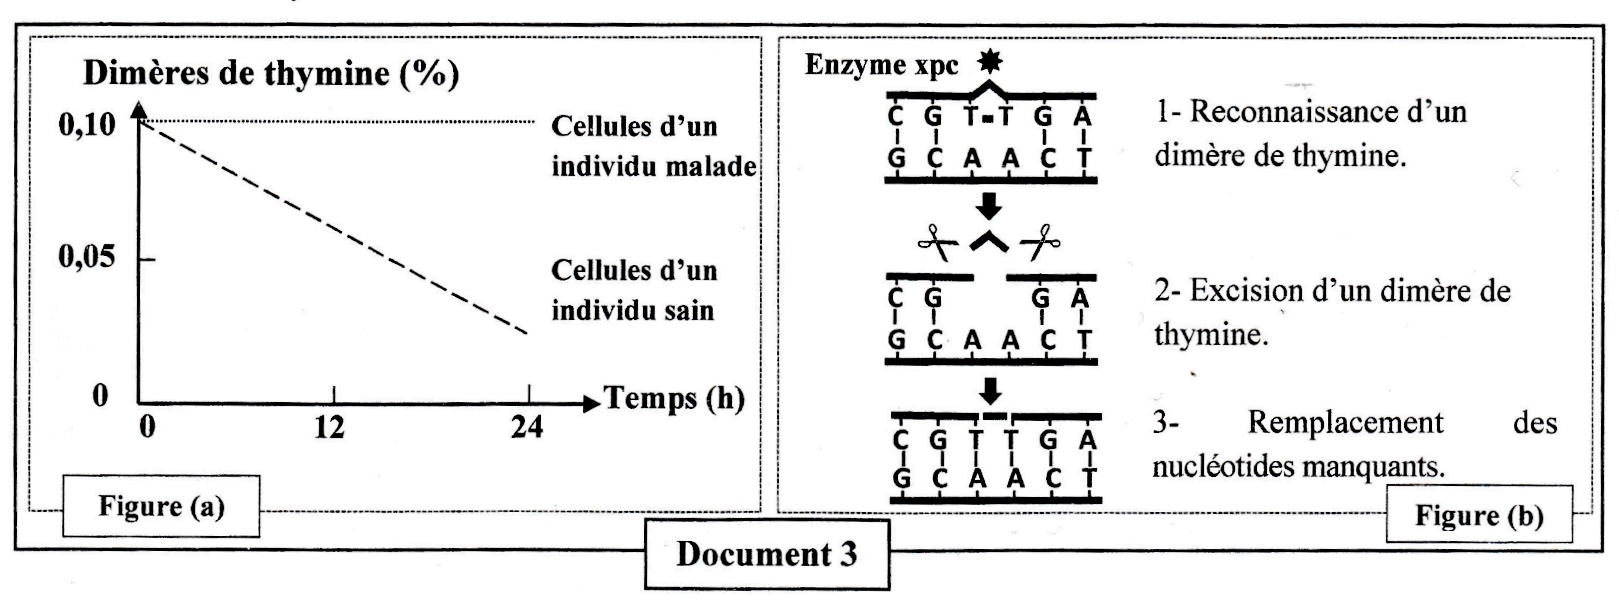 Dimères de thymine (%)
0,10
0,05
0
0
12
24
Temps (h)
Cellules d'un
individu malade
Cellules d'un
individu sain
Figure (a)
Enzyme xpc
C G T T G A
G C A A C T
1- Reconnaissance d'un
dimère de thymine.
C G G A
G C A A C T
2- Excision d'un dimère de
thymine.
C G T T G A
G C A A C T
3- Remplacement des
nucléotides manquants.
Figure (b)
Document 3